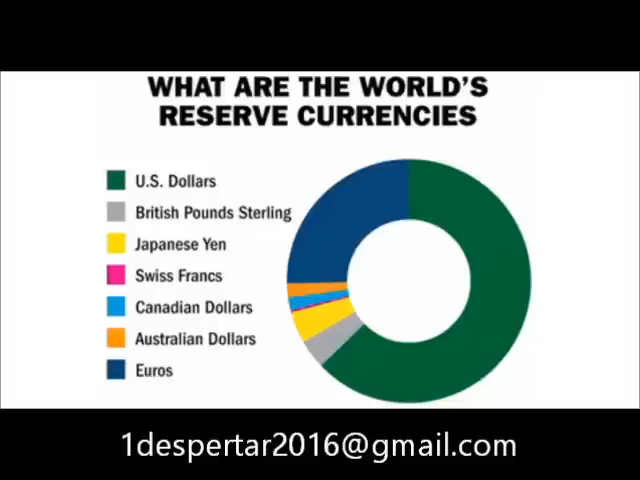 WHAT ARE THE WORLD'S
RESERVE CURRENCIES
U.S. Dollars
British Pounds Sterling
Japanese Yen
Swiss Francs
Canadian Dollars
Australian Dollars
Euros
1despertar2016@gmail.com